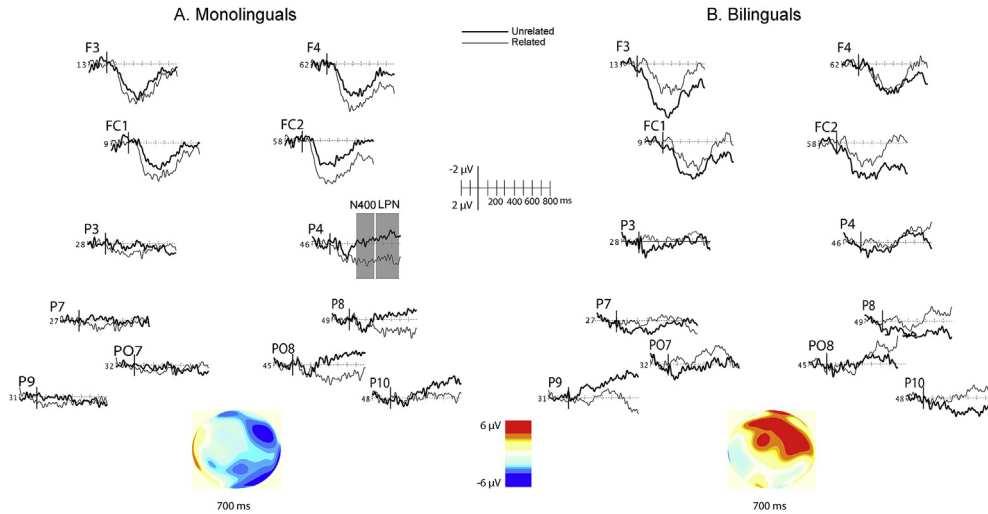 A. Monolinguals
B. Bilinguals
Unrelated
Related
F3
13
F4
62
F3
13
F4
62
FC1
9
FC2
58
FC1
9
FC2
58
-2 µV
2 µV
200 400 600 800 ms
N400 LPN
P3
28
P4
46
P3
28
P4
46
P7
27
P8
49
P7
27
P8
49
PO7
32
PO8
45
PO7
32
PO8
45
P9
31
P10
48
P9
31
P10
48
6 µV
-6 µV
700 ms
700 ms